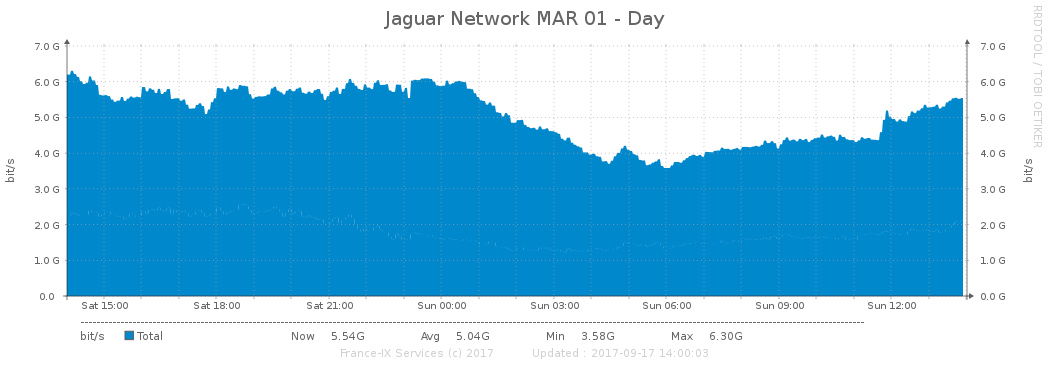 Jaguar Network MAR 01 - Day
RRDTOOL / TOBI OETIKER
7.0 G 7.0 G
6.0 G 6.0 G
5.0 G 5.0 G
4.0 G 4.0 G
3.0 G 3.0 G
2.0 G 2.0 G
1.0 G 1.0 G
0.0 0.0 G
bit/s bit/s
Sat 15:00 Sat 18:00 Sat 21:00 Sun 00:00 Sun 03:00 Sun 06:00 Sun 09:00 Sun 12:00
bit/s Total Now 5.54G Avg 5.04G Min 3.58G Max 6.30G
France-IX Services (c) 2017 Updated : 2017-09-17 14:00:03